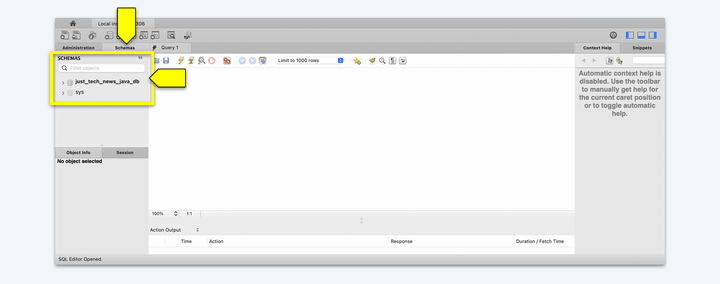 Local ins
306
Administration
Schemas
Query 1
Context Help
Snippets
SCHEMAS
Filter objects
just_tech_news_java_db
sys
Limit to 1000 rows
Automatic context help is
disabled. Use the toolbar
to manually get help for
the current caret position
or to toggle automatic
help.
Object Info
Session
No object selected
100%
1:1
Action Output
Time
Action
Response
Duration / Fetch Time
SQL Editor Opened.